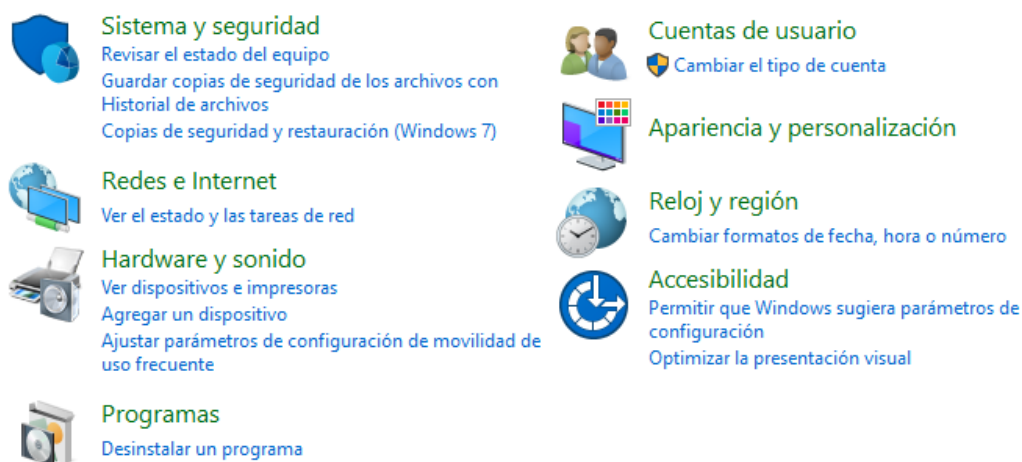 Sistema y seguridad
Revisar el estado del equipo
Guardar copias de seguridad de los archivos con
Historial de archivos
Copias de seguridad y restauración (Windows 7)
Redes e Internet
Ver el estado y las tareas de red
Hardware y sonido
Ver dispositivos e impresoras
Agregar un dispositivo
Ajustar parámetros de configuración de movilidad de
uso frecuente
Programas
Desinstalar un programa
Cuentas de usuario
Cambiar el tipo de cuenta
Apariencia y personalización
Reloj y región
Cambiar formatos de fecha, hora o número
Accesibilidad
Permitir que Windows sugiera parámetros de
configuración
Optimizar la presentación visual